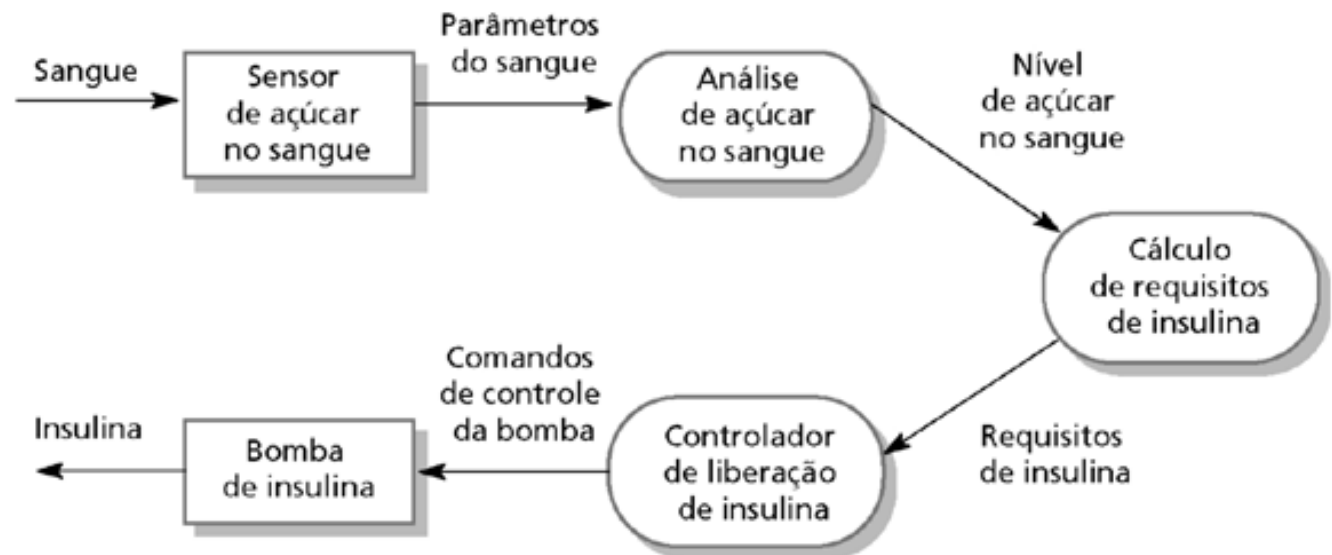 Sangue
Sensor
de açúcar
no sangue
Parâmetros
do sangue
Análise
de açúcar
no sangue
Nível
de açúcar
no sangue
Cálculo
de requisitos
de insulina
Requisitos
de insulina
Controlador
de liberação
de insulina
Comandos
de controle
da bomba
Bomba
de insulina
Insulina